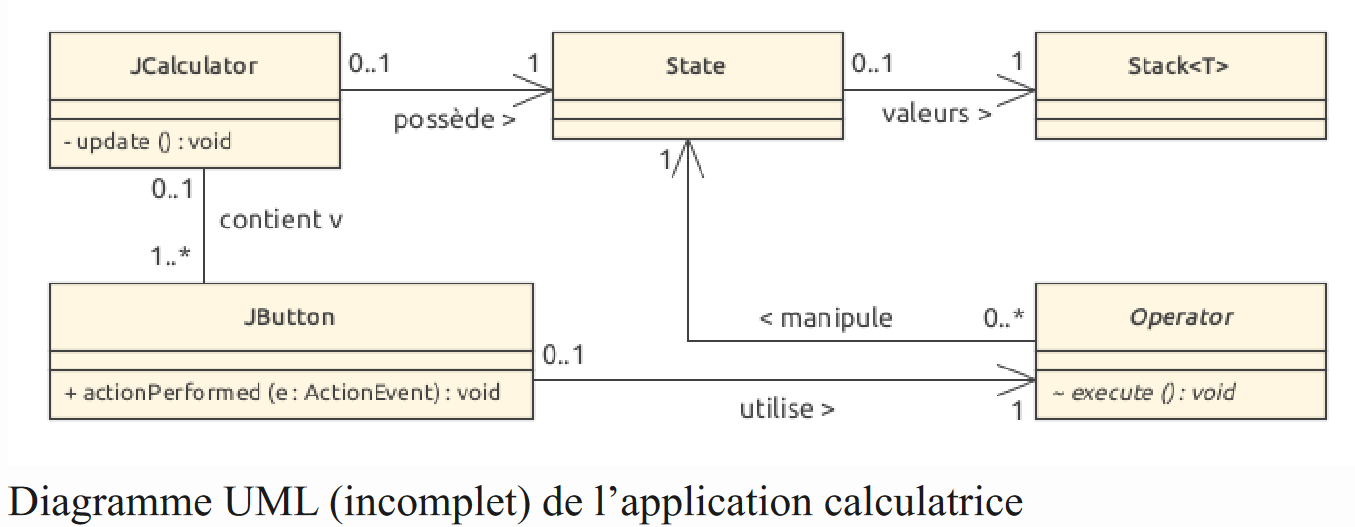 JCalculator
0..1
1
State
0..1
1
Stack<T>
possède >
valeurs >
- update () : void
0..1
1
contient v
1..*
JButton
< manipule
0..*
Operator
0..1
+ actionPerformed (e : ActionEvent) : void
~ execute () : void
utilise >
1
Diagramme UML (incomplet) de l’application calculatrice